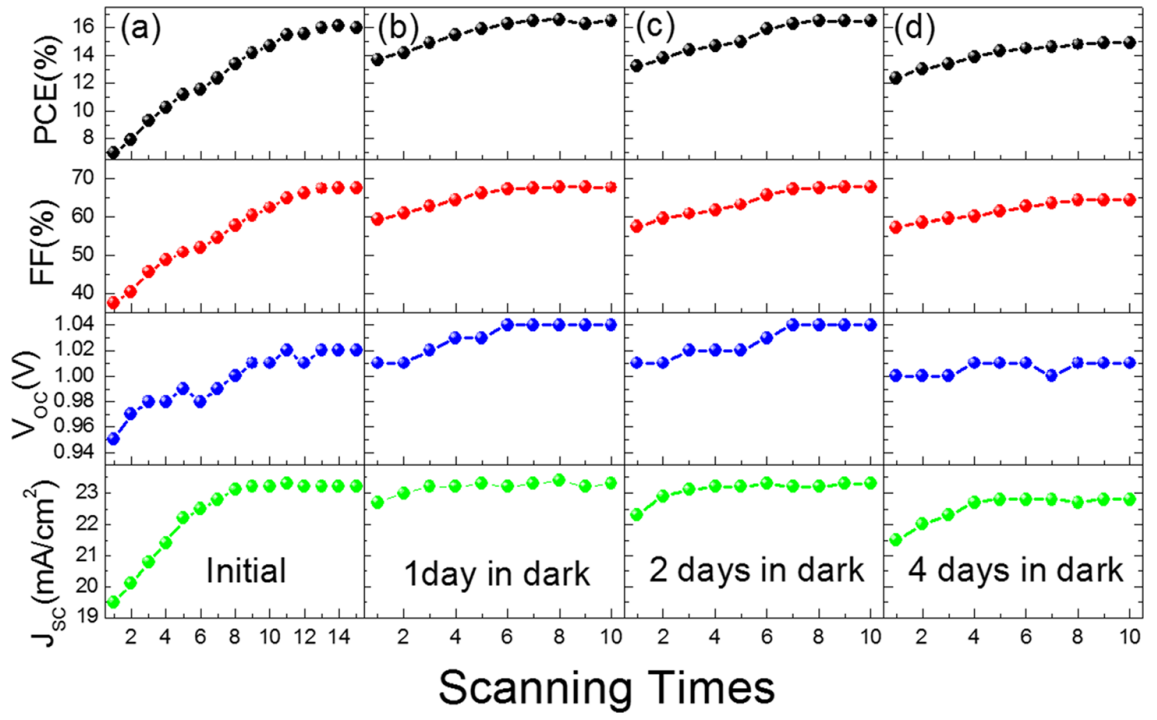 (a) (b) (c) (d)
PCE(%)
16
14
12
10
8
FF(%)
70
60
50
40
V_OC(V)
1.04
1.02
1.00
0.98
0.96
0.94
J_SC(mA/cm²)
23
22
21
20
19
Initial 1day in dark 2 days in dark 4 days in dark
2 4 6 8 10 12 14 2 4 6 8 10 2 4 6 8 10 2 4 6 8 10
Scanning Times